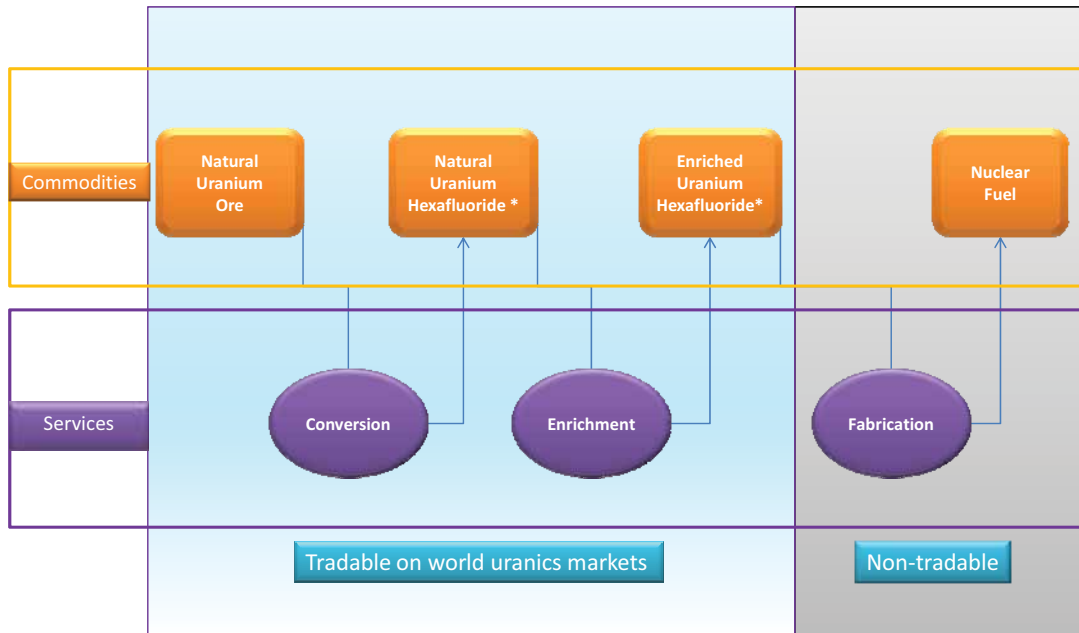 Commodities
Natural
Uranium
Ore
Natural
Uranium
Hexafluoride *
Enriched
Uranium
Hexafluoride*
Nuclear
Fuel
Services
Conversion
Enrichment
Fabrication
Tradable on world uranics markets
Non-tradable